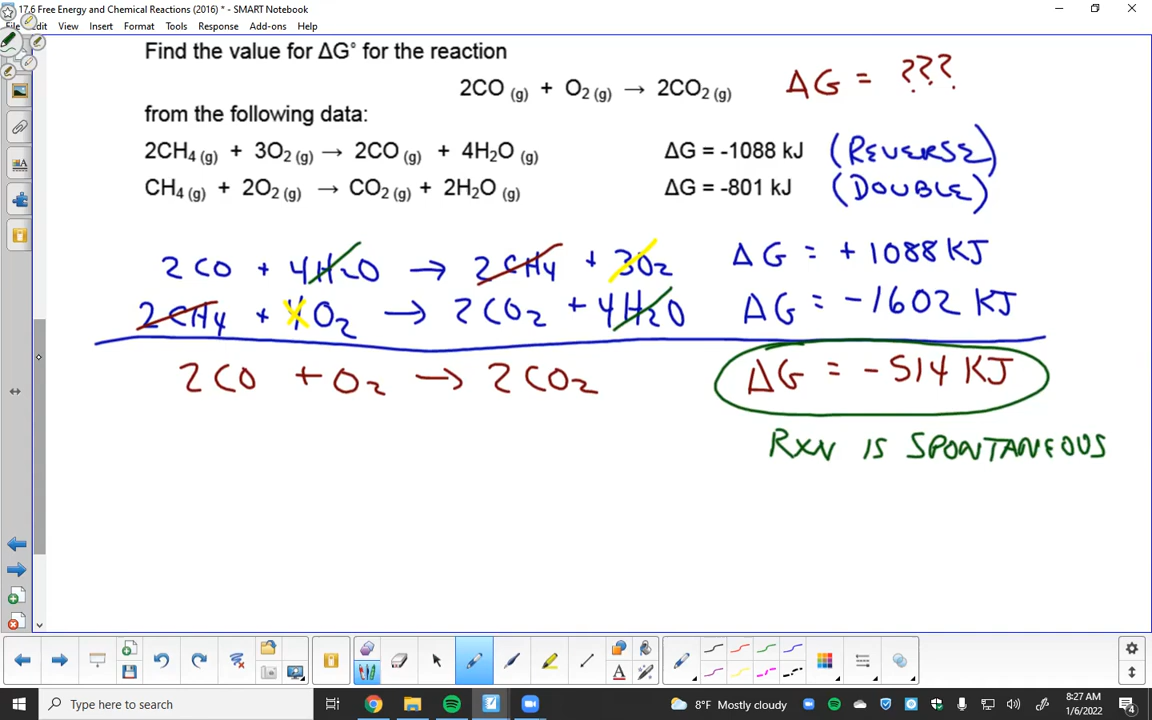 17.6 Free Energy and Chemical Reactions (2016) * - SMART Notebook
File Edit View Insert Format Tools Response Add-ons Help
Find the value for ΔG° for the reaction
2CO (g) + O₂ (g) → 2CO₂ (g) ΔG = ???
from the following data:
2CH₄ (g) + 3O₂ (g) → 2CO (g) + 4H₂O (g) ΔG = -1088 kJ (REVERSE)
CH₄ (g) + 2O₂ (g) → CO₂ (g) + 2H₂O (g) ΔG = -801 kJ (DOUBLE)
2CO + 4H₂O → 2CH₄ + 3O₂ ΔG = +1088 KJ
2CH₄ + 4O₂ → 2CO₂ + 4H₂O ΔG = -1602 KJ
2CO + O₂ → 2CO₂ ΔG = -514 KJ
RXN IS SPONTANEOUS
Type here to search
8°F Mostly cloudy
8:27 AM
1/6/2022
4